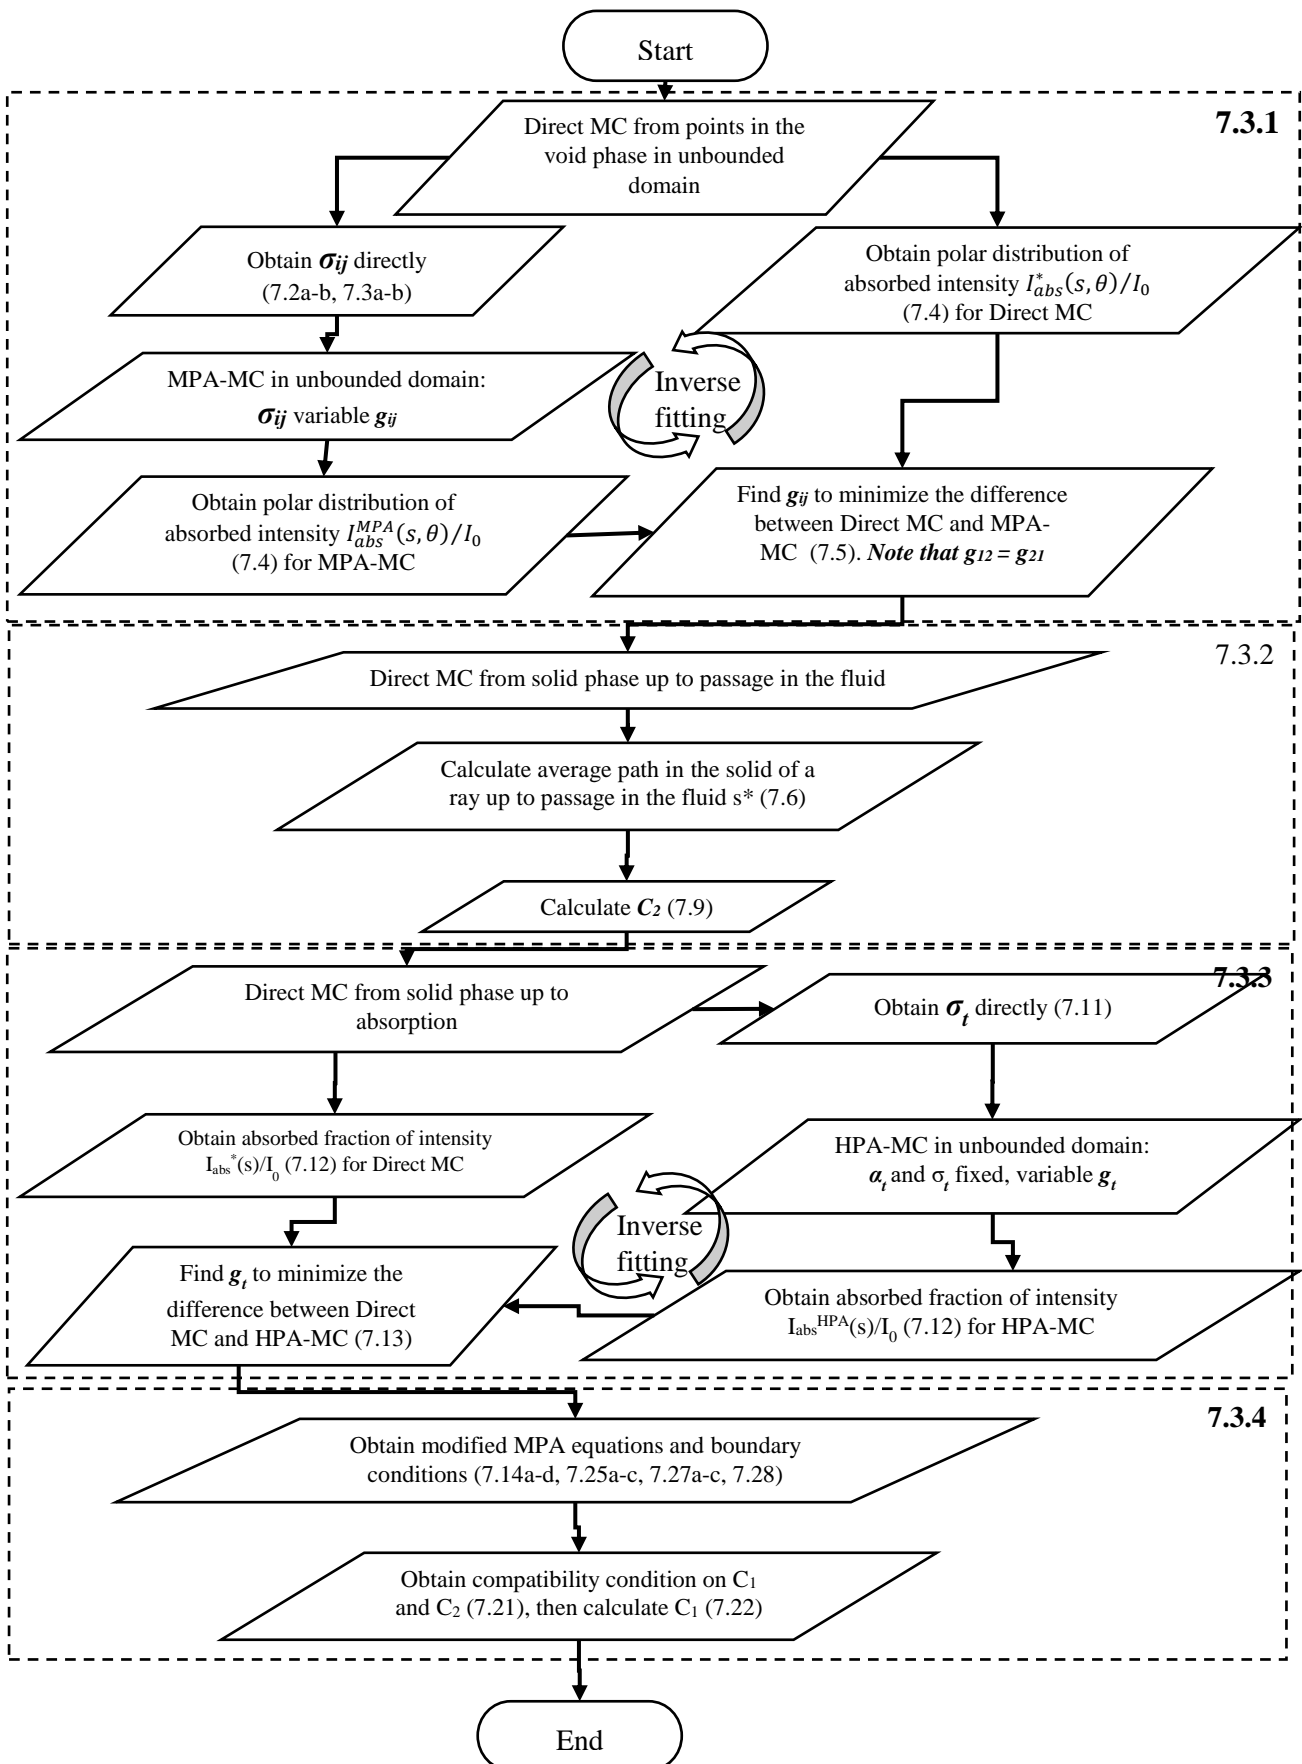 Start
7.3.1
Direct MC from points in the
void phase in unbounded
domain
Obtain σij directly
(7.2a-b, 7.3a-b)
Obtain polar distribution of
absorbed intensity I*abs(s, θ)/I0
(7.4) for Direct MC
MPA-MC in unbounded domain:
σij variable gij
Inverse
fitting
Obtain polar distribution of
absorbed intensity I^MPA_abs(s, θ)/I0
(7.4) for MPA-MC
Find gij to minimize the difference
between Direct MC and MPA-
MC (7.5). Note that g12 = g21
7.3.2
Direct MC from solid phase up to passage in the fluid
Calculate average path in the solid of a
ray up to passage in the fluid s* (7.6)
Calculate C2 (7.9)
7.3.3
Direct MC from solid phase up to
absorption
Obtain σt directly (7.11)
Obtain absorbed fraction of intensity
Iabs*(s)/I0 (7.12) for Direct MC
HPA-MC in unbounded domain:
αt and σt fixed, variable gt
Inverse
fitting
Find gt to minimize the
difference between Direct
MC and HPA-MC (7.13)
Obtain absorbed fraction of intensity
Iabs^HPA(s)/I0 (7.12) for HPA-MC
7.3.4
Obtain modified MPA equations and boundary
conditions (7.14a-d, 7.25a-c, 7.27a-c, 7.28)
Obtain compatibility condition on C1
and C2 (7.21), then calculate C1 (7.22)
End